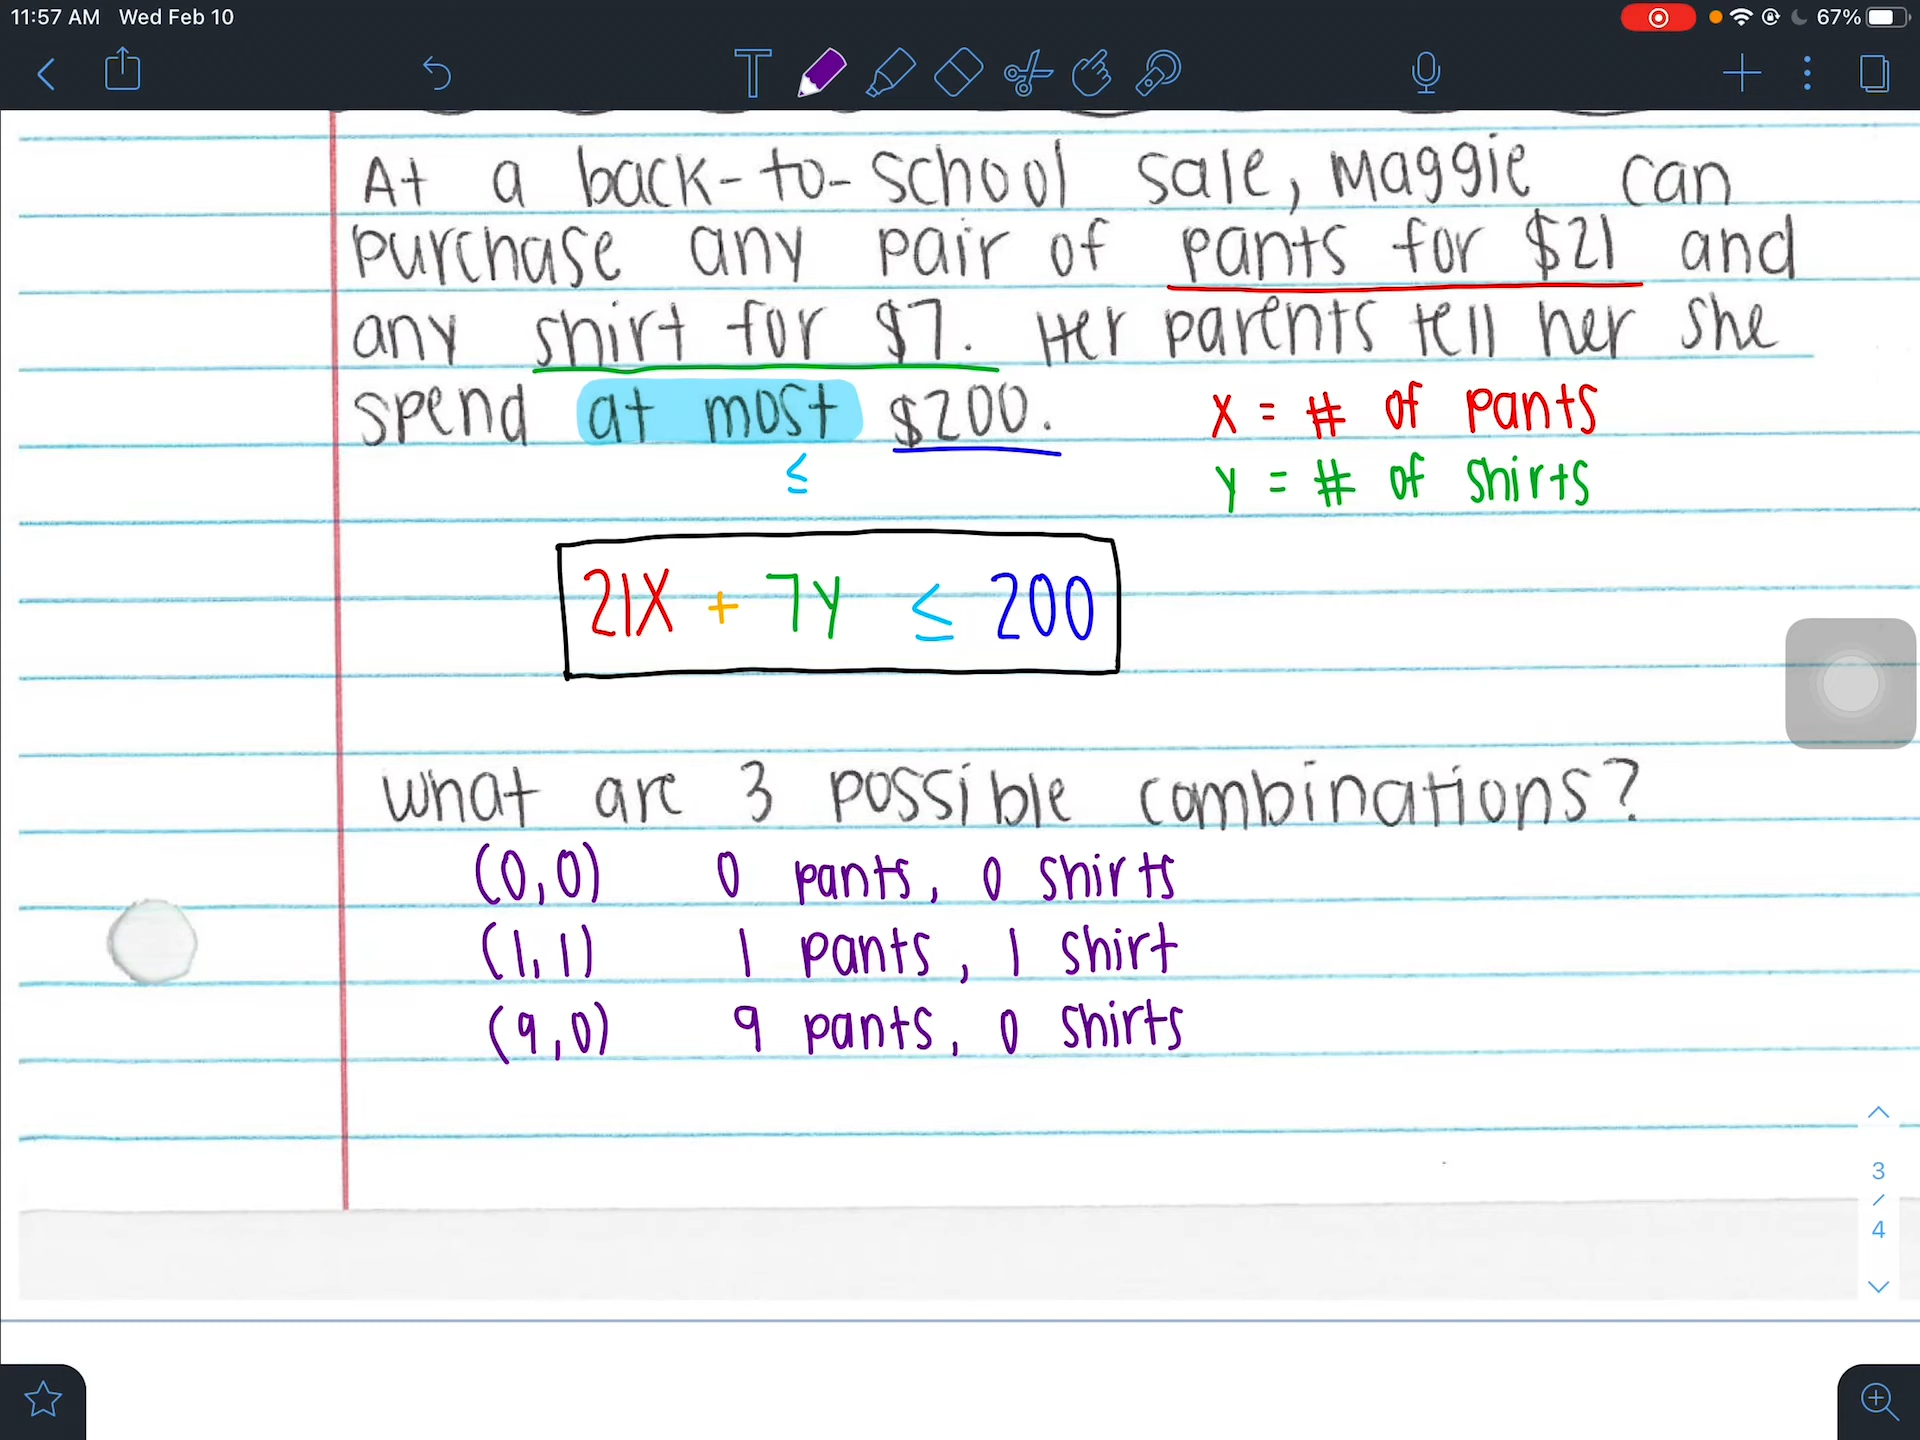 11:57 AM Wed Feb 10
67%
At a back-to-school sale, Maggie can
purchase any pair of pants for $21 and
any shirt for $7. Her parents tell her she
spend at most $200.
x = # of pants
≤
y = # of shirts
21x + 7y ≤ 200
What are 3 possible combinations?
(0,0) 0 pants, 0 shirts
(1,1) 1 pants, 1 shirt
(9,0) 9 pants, 0 shirts
3
/
4